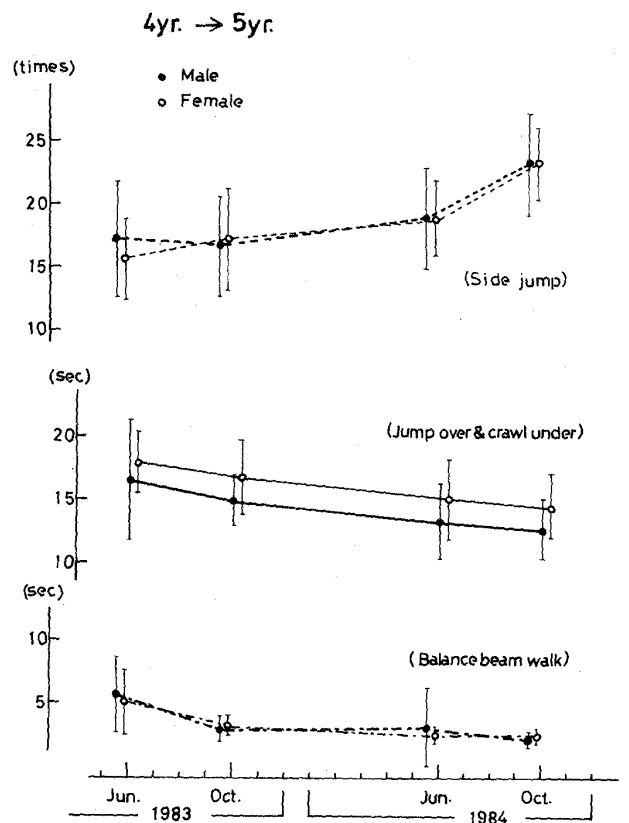 4yr. → 5yr.
(times)
● Male
○ Female
25
20
15
10
(Side jump)
(sec)
20
15
10
(Jump over & crawl under)
(sec)
10
5
(Balance beam walk)
Jun. Oct. Jun. Oct.
1983 1984